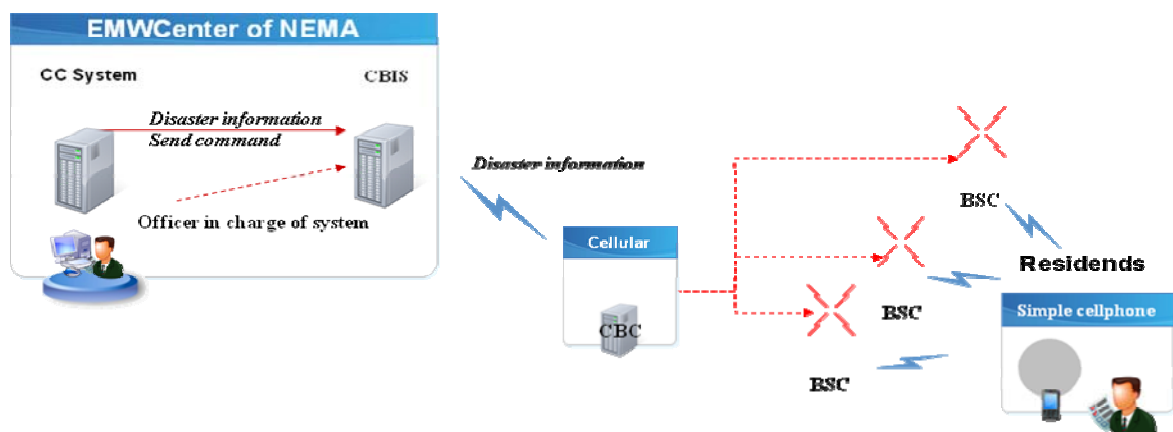 EMWCenter of NEMA
CC System
CBIS
Disaster information
Send command
Officer in charge of system
Disaster information
Cellular
CBC
BSC
BSC
BSC
Residends
Simple cellphone